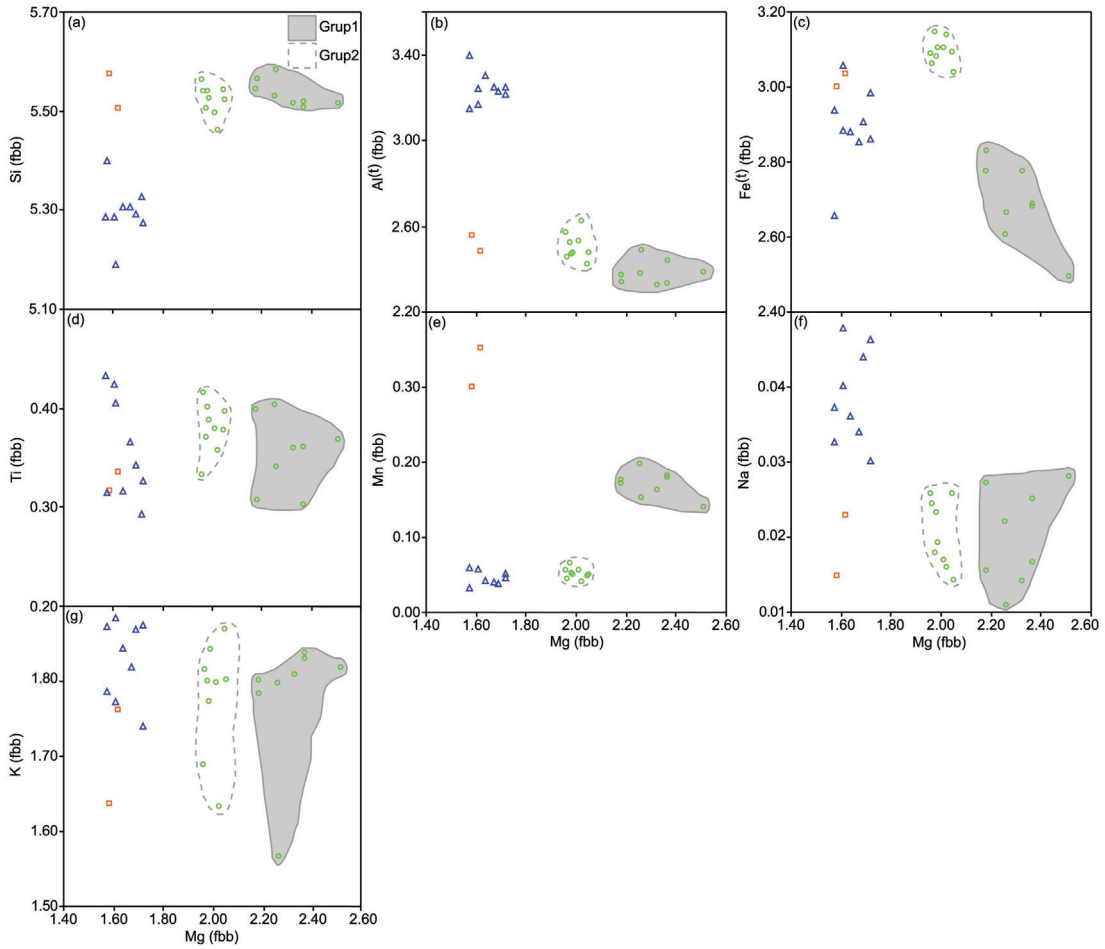 (a)
Grup1
Grup2
5.70
5.50
5.30
5.10
Si (fbb)
(b)
3.40
3.00
2.60
2.20
Al(t) (fbb)
(c)
3.20
3.00
2.80
2.60
2.40
Fe(t) (fbb)
(d)
0.40
0.30
0.20
Ti (fbb)
(e)
0.30
0.20
0.10
0.00
Mn (fbb)
1.40 1.60 1.80 2.00 2.20 2.40 2.60
Mg (fbb)
(f)
0.04
0.03
0.02
0.01
Na (fbb)
1.40 1.60 1.80 2.00 2.20 2.40 2.60
Mg (fbb)
(g)
1.80
1.70
1.60
1.50
K (fbb)
1.40 1.60 1.80 2.00 2.20 2.40 2.60
Mg (fbb)